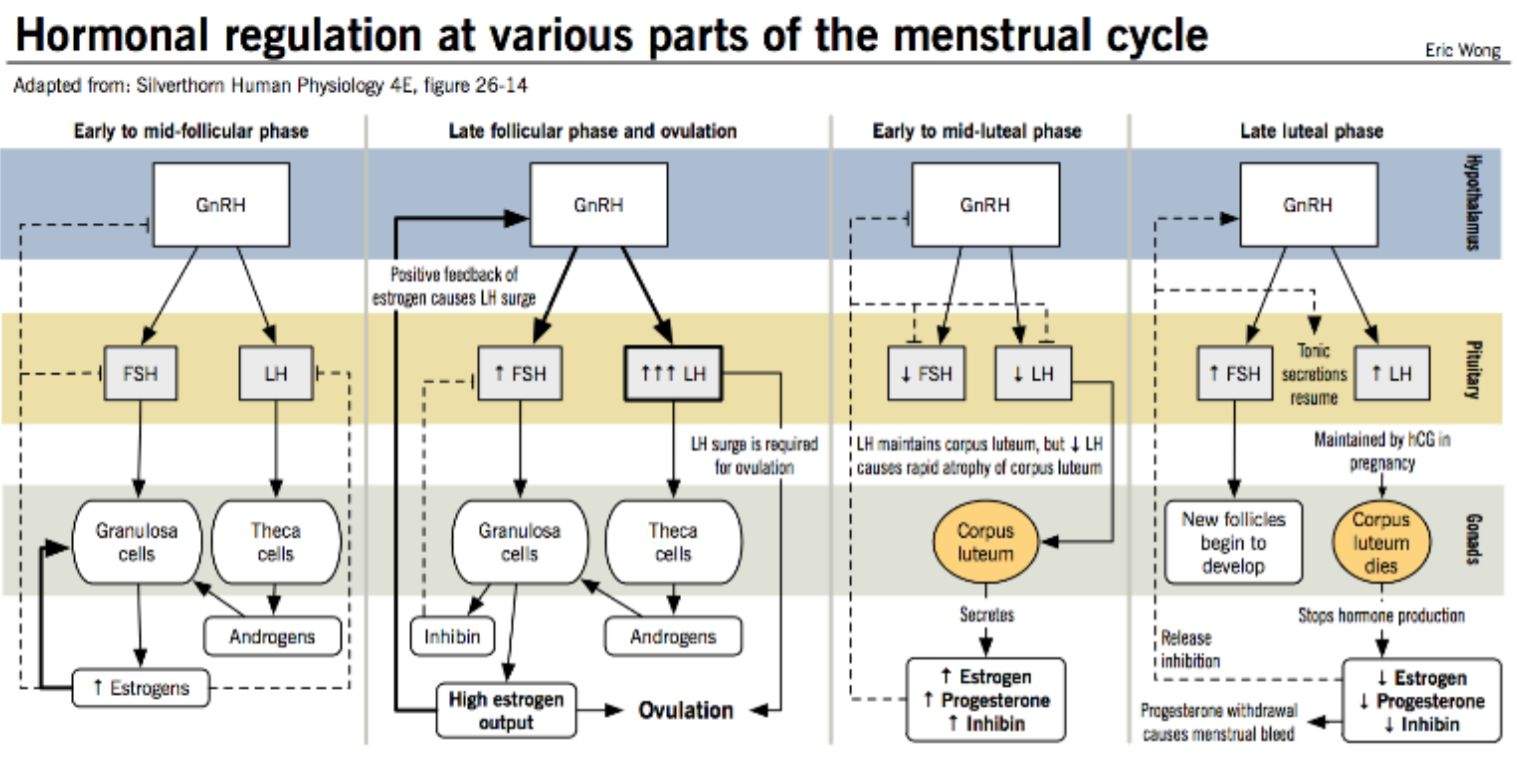 Hormonal regulation at various parts of the menstrual cycle
Eric Wong
Adapted from: Silverthorn Human Physiology 4E, figure 26-14
Early to mid-follicular phase
GnRH
FSH
LH
Granulosa
cells
Theca
cells
Androgens
↑ Estrogens
Late follicular phase and ovulation
GnRH
Positive feedback of
estrogen causes LH surge
↑ FSH
↑↑↑ LH
LH surge is required
for ovulation
Granulosa
cells
Theca
cells
Inhibin
Androgens
High estrogen
output
Ovulation
Early to mid-luteal phase
GnRH
↓ FSH
↓ LH
LH maintains corpus luteum, but ↓ LH
causes rapid atrophy of corpus luteum
Corpus
luteum
Secretes
↑ Estrogen
↑ Progesterone
↑ Inhibin
Late luteal phase
GnRH
↑ FSH
Tonic
secretions
resume
↑ LH
Maintained by hCG in
pregnancy
New follicles
begin to
develop
Corpus
luteum
dies
Stops hormone production
Release
inhibition
↓ Estrogen
↓ Progesterone
↓ Inhibin
Progesterone withdrawal
causes menstrual bleed
Hypothalamus
Pituitary
Gonads